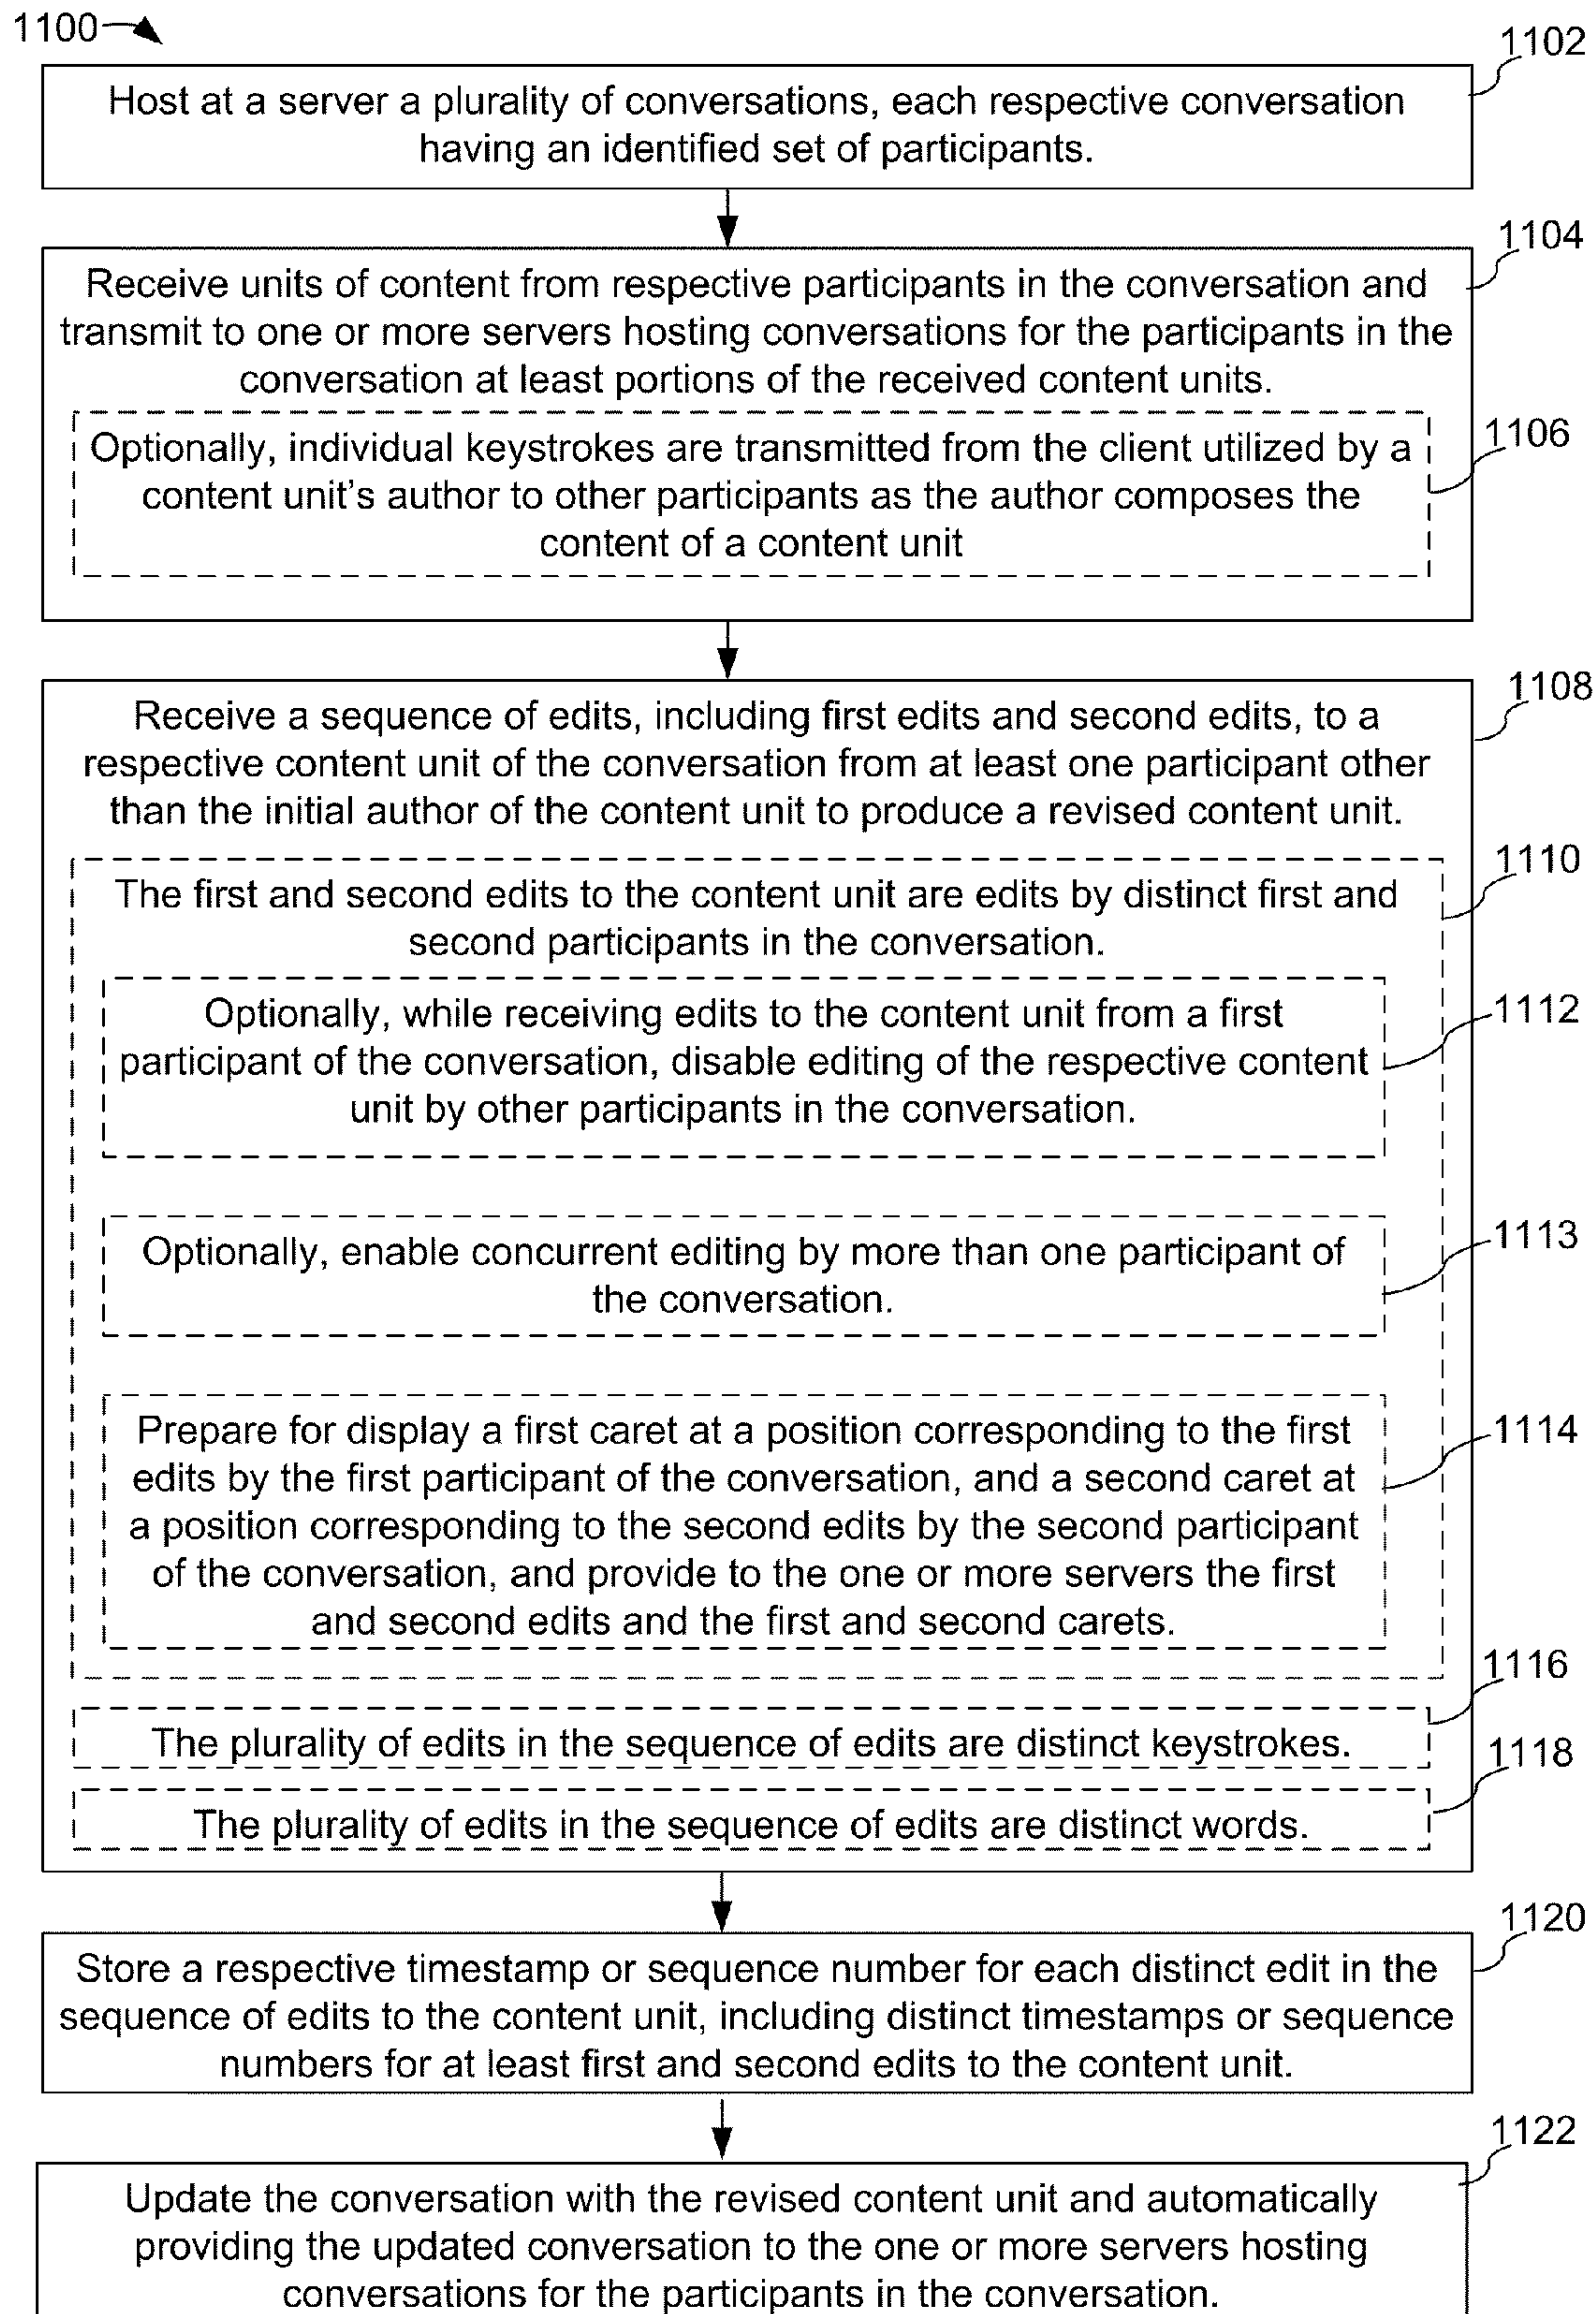 1100
1102
Host at a server a plurality of conversations, each respective conversation
having an identified set of participants.
1104
Receive units of content from respective participants in the conversation and
transmit to one or more servers hosting conversations for the participants in the
conversation at least portions of the received content units.
1106
Optionally, individual keystrokes are transmitted from the client utilized by a
content unit's author to other participants as the author composes the
content of a content unit
1108
Receive a sequence of edits, including first edits and second edits, to a
respective content unit of the conversation from at least one participant other
than the initial author of the content unit to produce a revised content unit.
1110
The first and second edits to the content unit are edits by distinct first and
second participants in the conversation.
1112
Optionally, while receiving edits to the content unit from a first
participant of the conversation, disable editing of the respective content
unit by other participants in the conversation.
1113
Optionally, enable concurrent editing by more than one participant of
the conversation.
1114
Prepare for display a first caret at a position corresponding to the first
edits by the first participant of the conversation, and a second caret at
a position corresponding to the second edits by the second participant
of the conversation, and provide to the one or more servers the first
and second edits and the first and second carets.
1116
The plurality of edits in the sequence of edits are distinct keystrokes.
1118
The plurality of edits in the sequence of edits are distinct words.
1120
Store a respective timestamp or sequence number for each distinct edit in the
sequence of edits to the content unit, including distinct timestamps or sequence
numbers for at least first and second edits to the content unit.
1122
Update the conversation with the revised content unit and automatically
providing the updated conversation to the one or more servers hosting
conversations for the participants in the conversation.